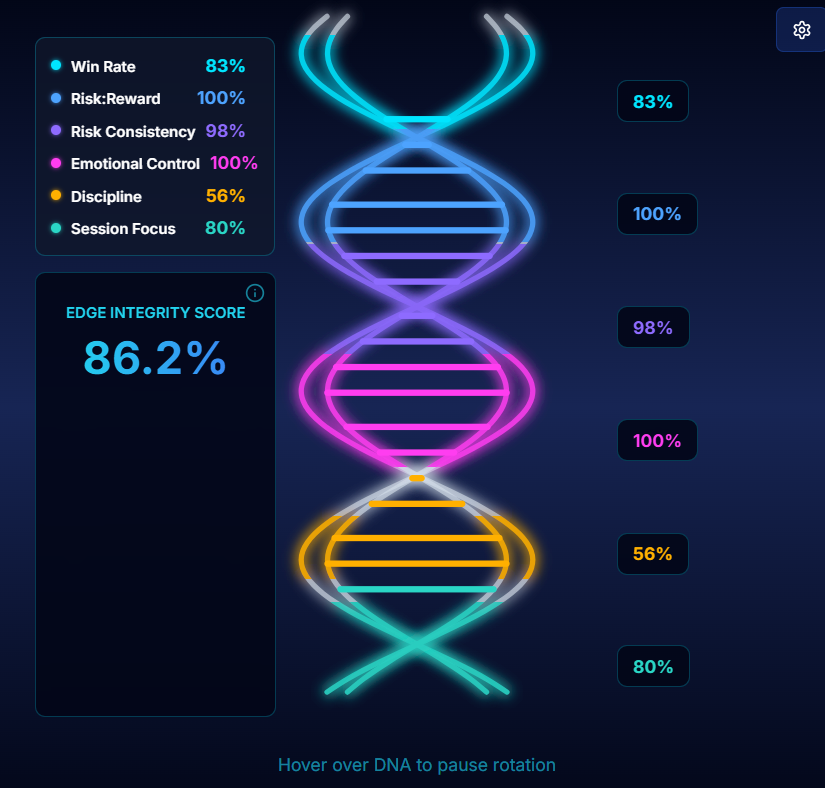 Win Rate 83%
Risk:Reward 100%
Risk Consistency 98%
Emotional Control 100%
Discipline 56%
Session Focus 80%
EDGE INTEGRITY SCORE
86.2%
83%
100%
98%
100%
56%
80%
Hover over DNA to pause rotation